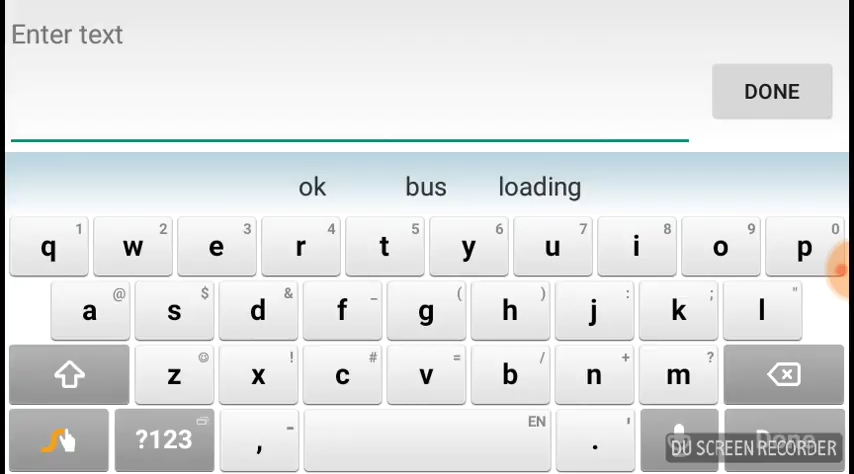 Enter text
DONE
ok bus loading
1 2 3 4 5 6 7 8 9 0
q w e r t y u i o p
@ $ & _ ( ) : ; "
a s d f g h j k l
! # = / + ?
z x c v b n m
?123 , - EN . '
Done
DU SCREEN RECORDER